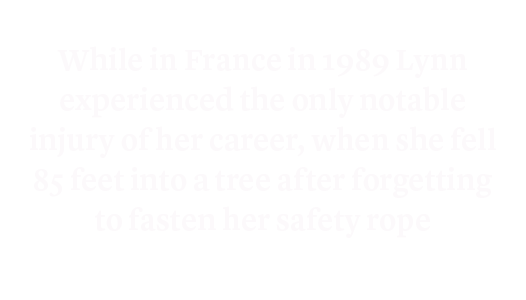 While in France in 1989 Lynn
experienced the only notable
injury of her career, when she fell
85 feet into a tree after forgetting
to fasten her safety rope